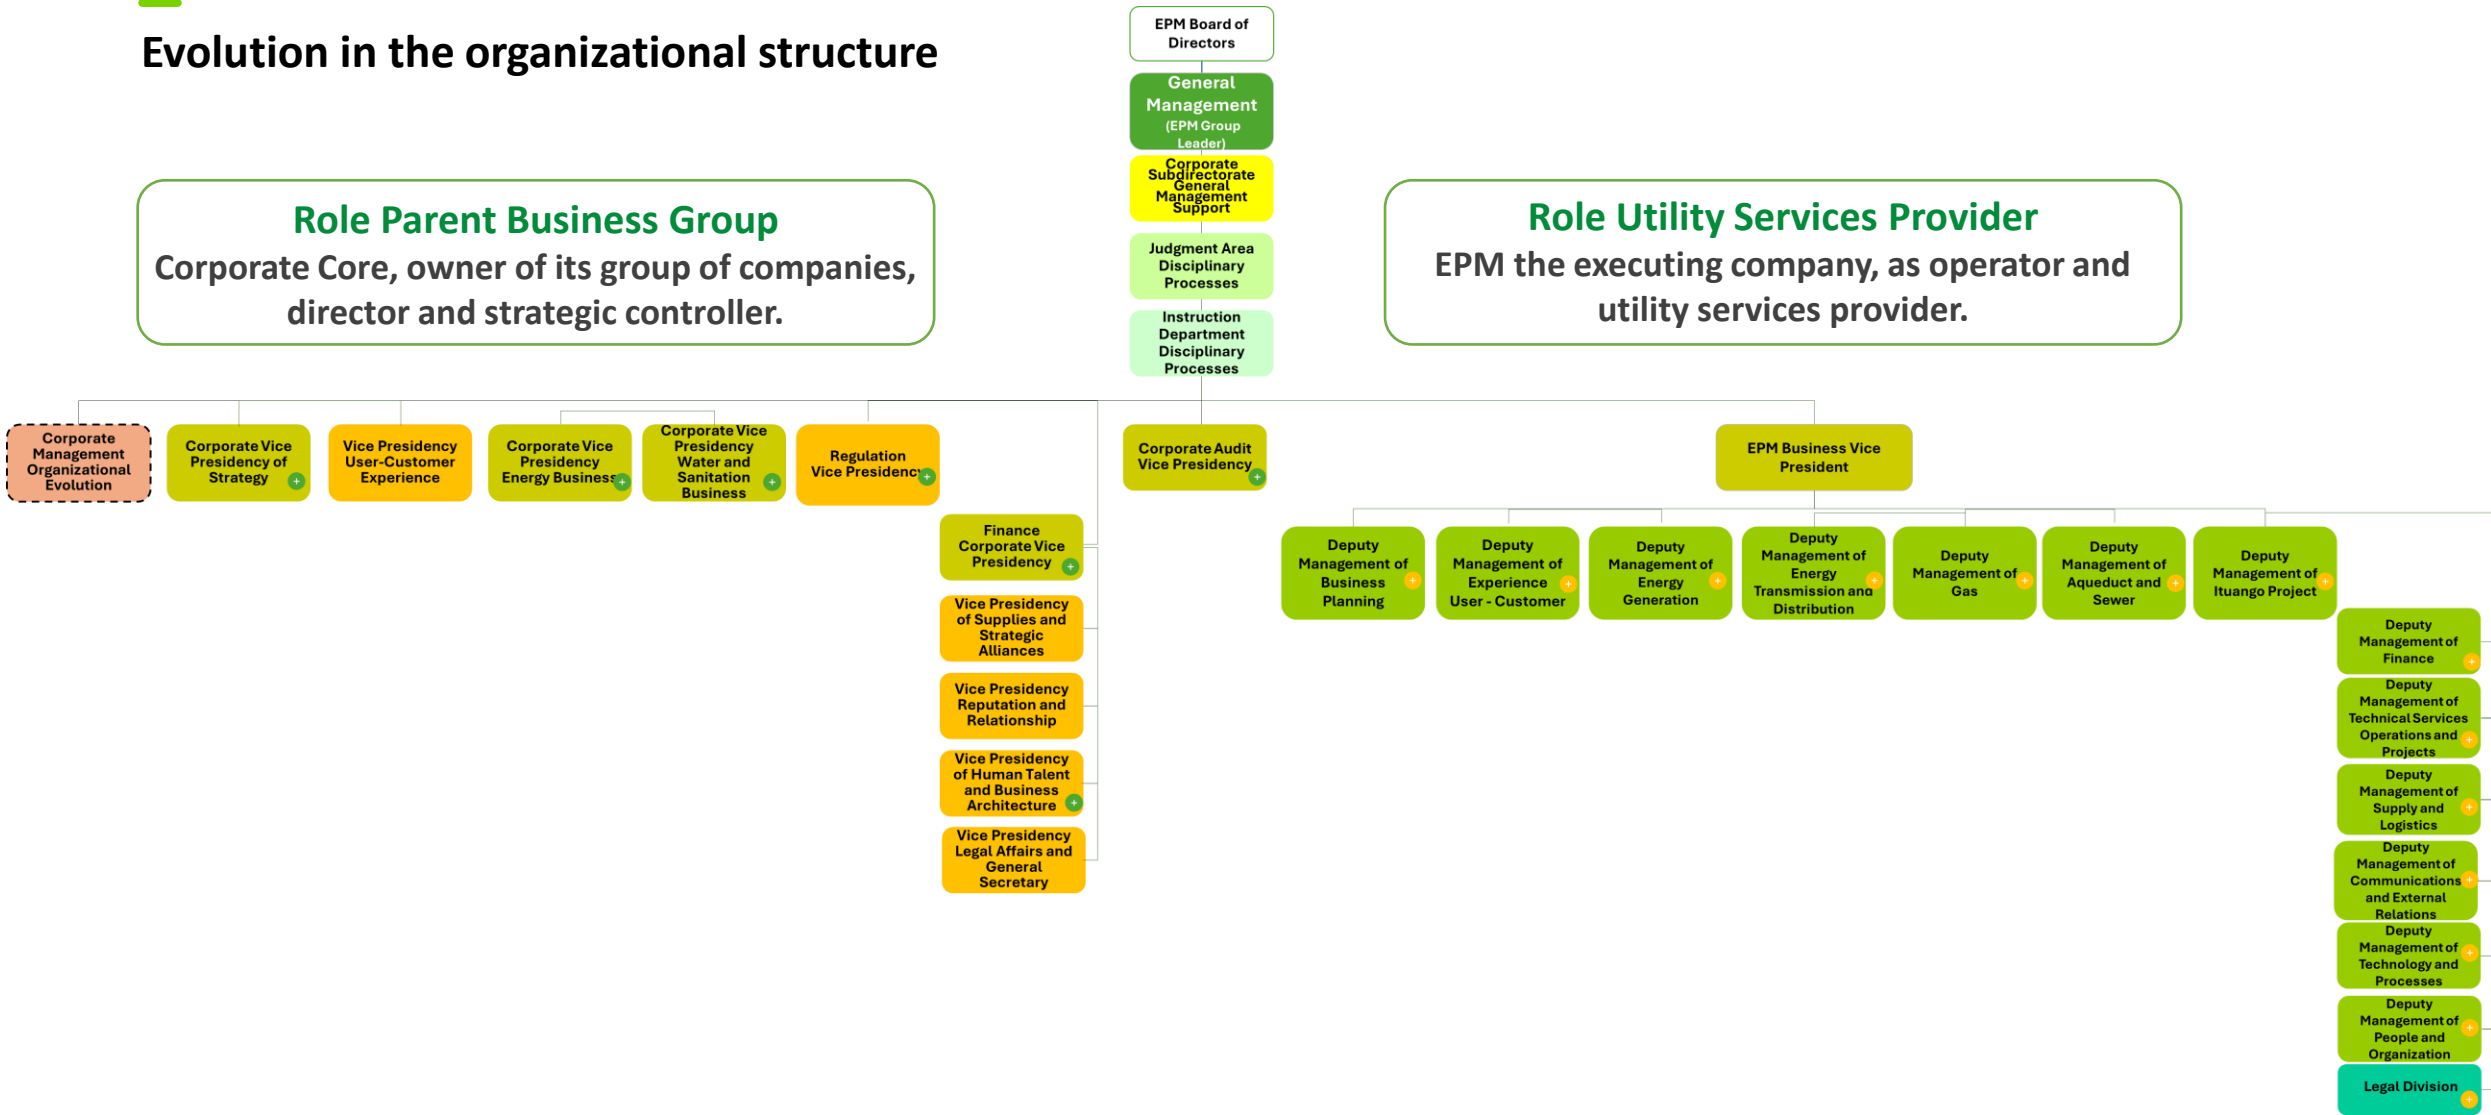 Evolution in the organizational structure
EPM Board of
Directors
General
Management
(EPM Group
Leader)
Corporate
Subdirectorate
General
Management
Support
Judgment Area
Disciplinary
Processes
Instruction
Department
Disciplinary
Processes
Role Parent Business Group
Corporate Core, owner of its group of companies,
director and strategic controller.
Role Utility Services Provider
EPM the executing company, as operator and
utility services provider.
Corporate
Management
Organizational
Evolution
Corporate Vice
Presidency of
Strategy
+
Vice Presidency
User-Customer
Experience
Corporate Vice
Presidency
Energy Business
+
Corporate Vice
Presidency
Water and
Sanitation
Business
+
Regulation
Vice Presidency
+
Corporate Audit
Vice Presidency
+
EPM Business Vice
President
Finance
Corporate Vice
Presidency
+
Vice Presidency
of Supplies and
Strategic
Alliances
Vice Presidency
Reputation and
Relationship
Vice Presidency
of Human Talent
and Business
Architecture
+
Vice Presidency
Legal Affairs and
General
Secretary
Deputy
Management of
Business
Planning
+
Deputy
Management of
Experience
User - Customer
+
Deputy
Management of
Energy
Generation
+
Deputy
Management of
Energy
Transmission and
Distribution
+
Deputy
Management of
Gas
+
Deputy
Management of
Aqueduct and
Sewer
+
Deputy
Management of
Ituango Project
+
Deputy
Management of
Finance
+
Deputy
Management of
Technical Services
Operations and
Projects
+
Deputy
Management of
Supply and
Logistics
+
Deputy
Management of
Communications
and External
Relations
+
Deputy
Management of
Technology and
Processes
+
Deputy
Management of
People and
Organization
+
Legal Division
+